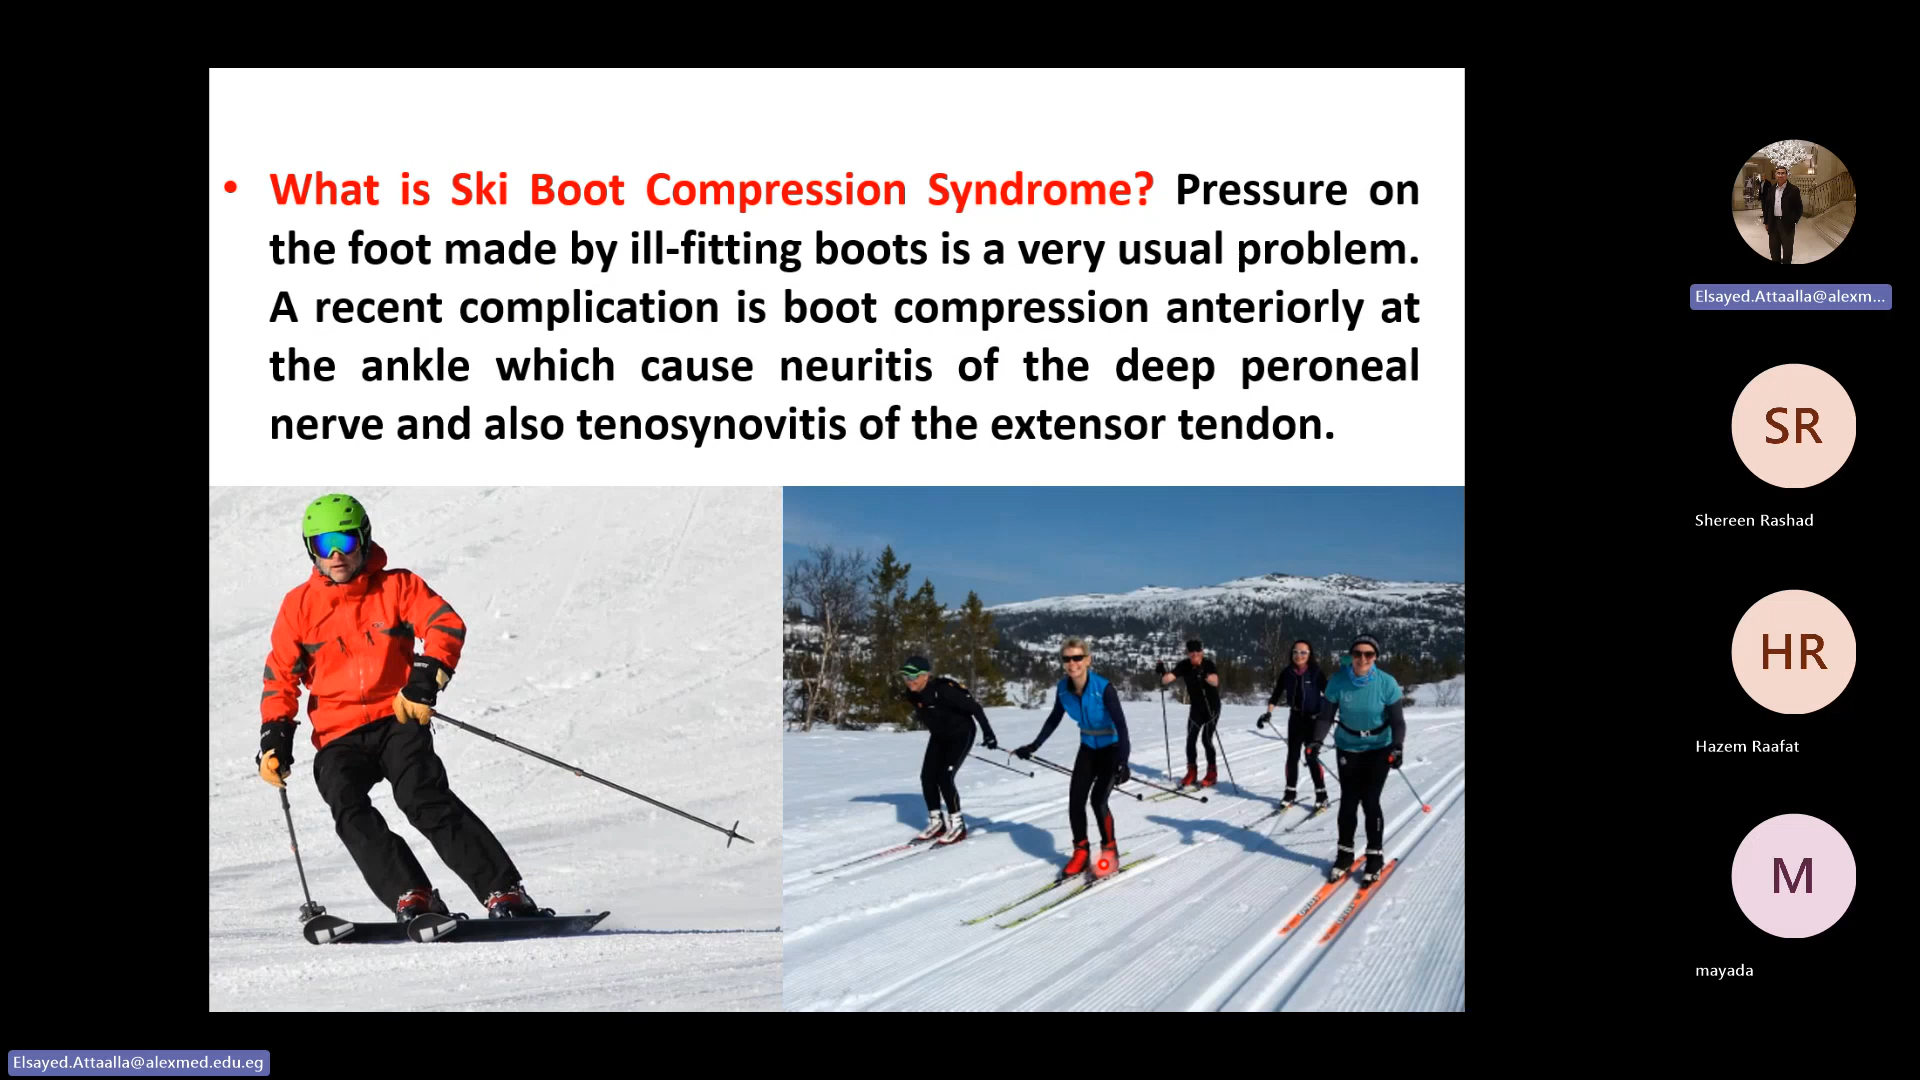 • What is Ski Boot Compression Syndrome? Pressure on
the foot made by ill-fitting boots is a very usual problem.
A recent complication is boot compression anteriorly at
the ankle which cause neuritis of the deep peroneal
nerve and also tenosynovitis of the extensor tendon.
Elsayed.Attaalla@alexm...
SR
Shereen Rashad
HR
Hazem Raafat
M
mayada
Elsayed.Attaalla@alexmed.edu.eg